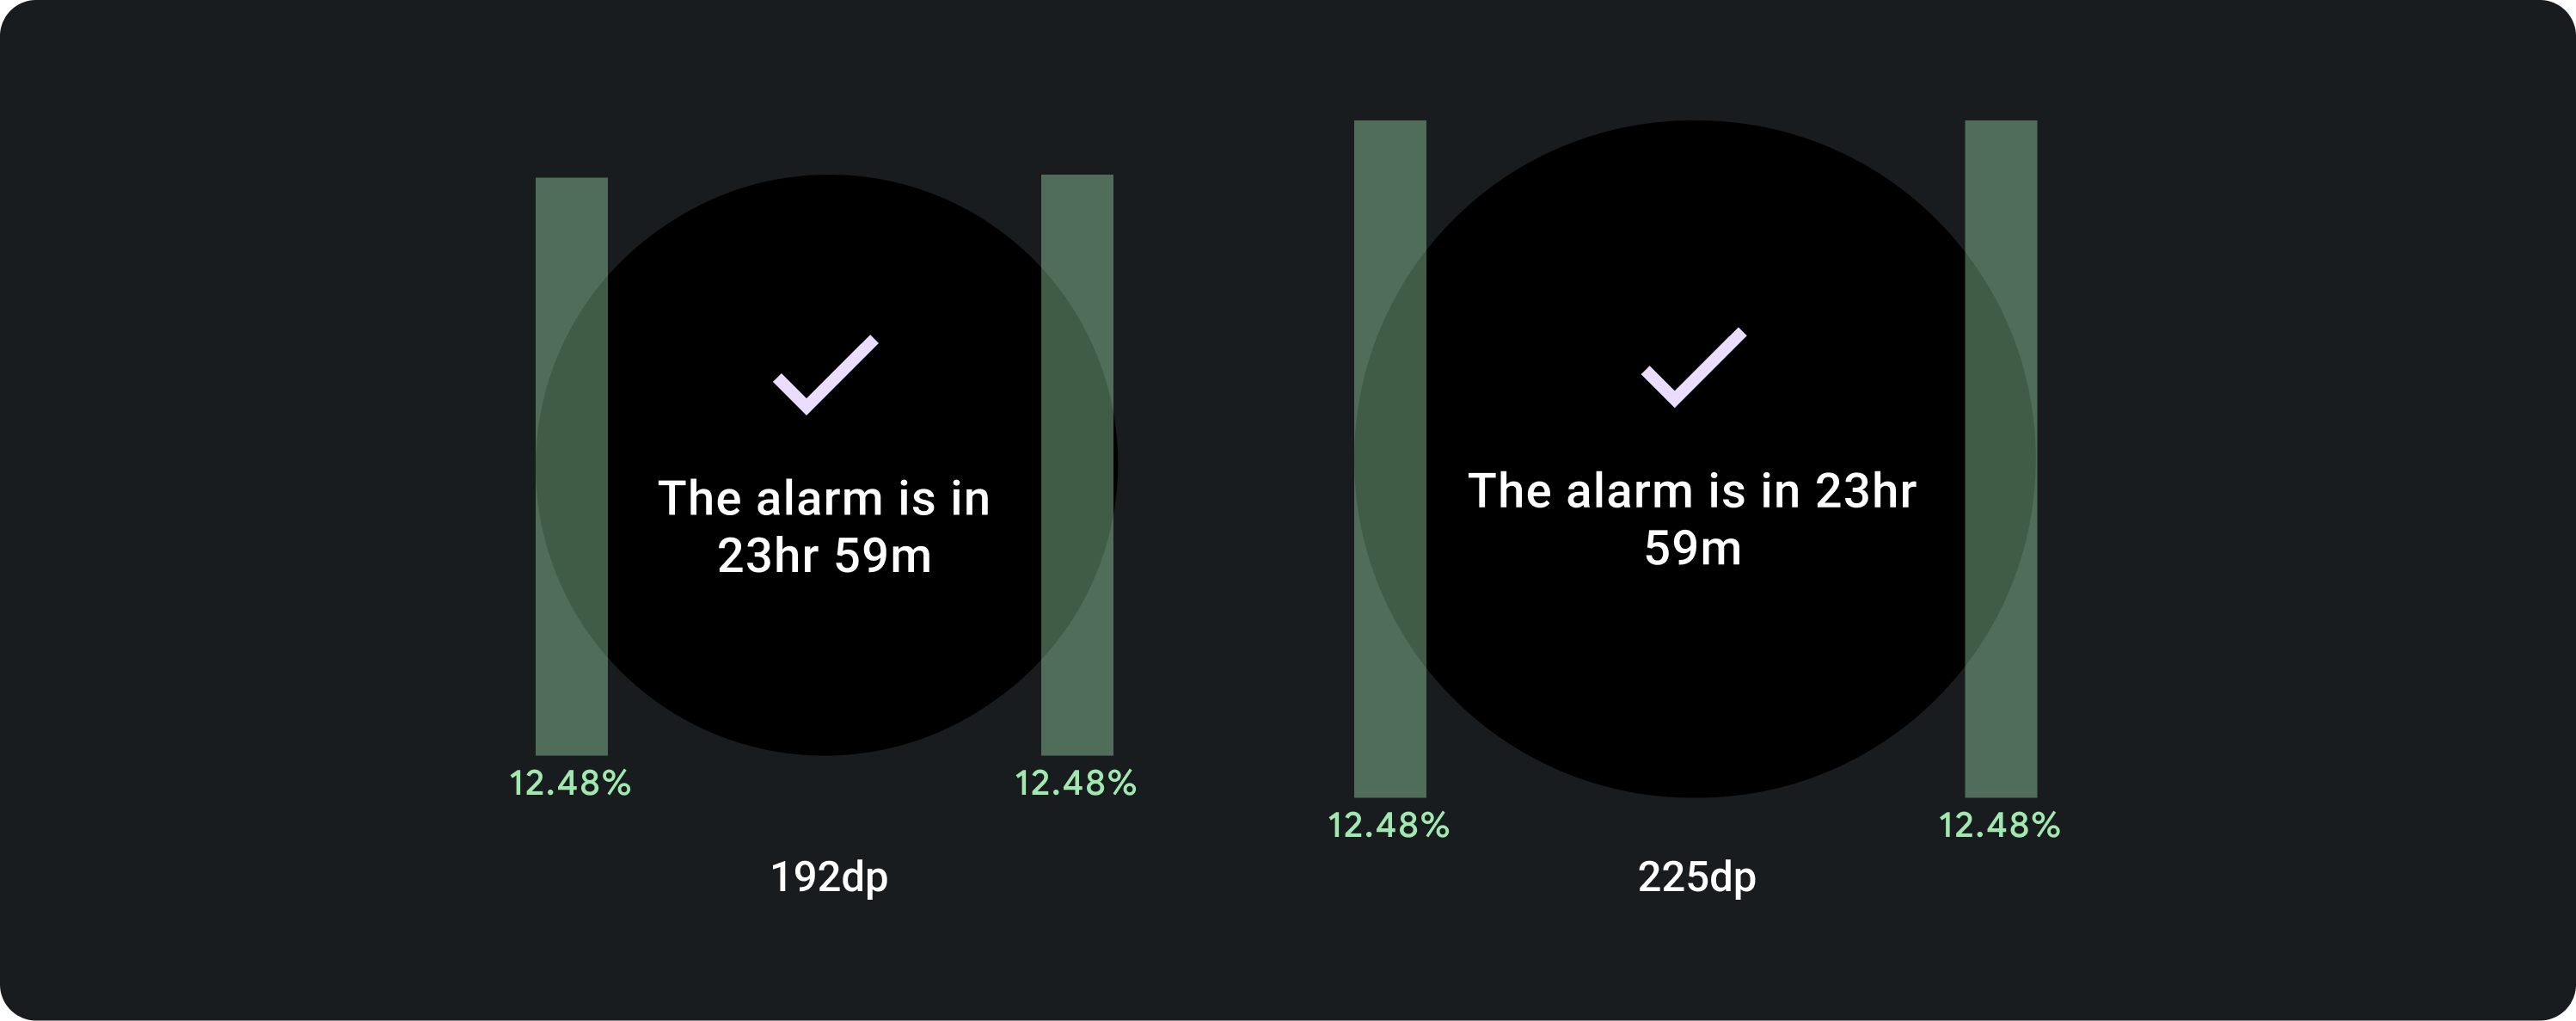 The alarm is in
23hr 59m
12.48%
12.48%
192dp
The alarm is in 23hr
59m
12.48%
12.48%
225dp